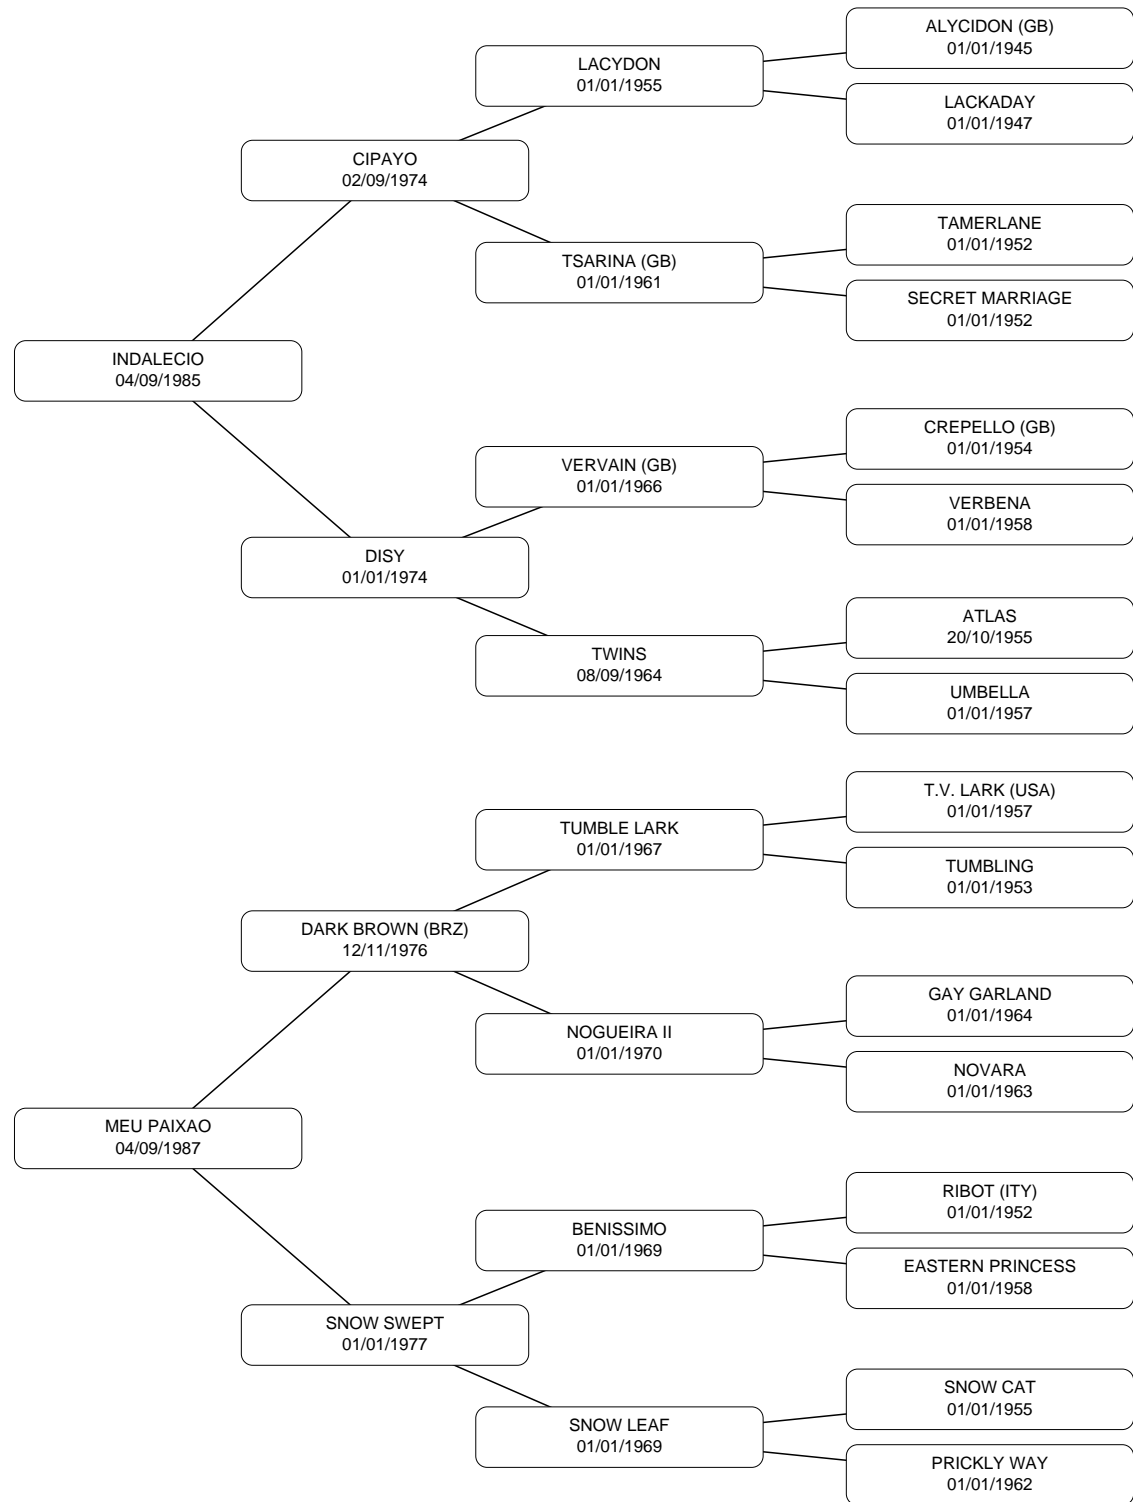 ALYCIDON (GB)
01/01/1945
LACYDON
01/01/1955
LACKADAY
01/01/1947
CIPAYO
02/09/1974
TAMERLANE
01/01/1952
TSARINA (GB)
01/01/1961
SECRET MARRIAGE
01/01/1952
INDALECIO
04/09/1985
CREPELLO (GB)
01/01/1954
VERVAIN (GB)
01/01/1966
VERBENA
01/01/1958
DISY
01/01/1974
ATLAS
20/10/1955
TWINS
08/09/1964
UMBELLA
01/01/1957
T.V. LARK (USA)
01/01/1957
TUMBLE LARK
01/01/1967
TUMBLING
01/01/1953
DARK BROWN (BRZ)
12/11/1976
GAY GARLAND
01/01/1964
NOGUEIRA II
01/01/1970
NOVARA
01/01/1963
MEU PAIXAO
04/09/1987
RIBOT (ITY)
01/01/1952
BENISSIMO
01/01/1969
EASTERN PRINCESS
01/01/1958
SNOW SWEPT
01/01/1977
SNOW CAT
01/01/1955
SNOW LEAF
01/01/1969
PRICKLY WAY
01/01/1962